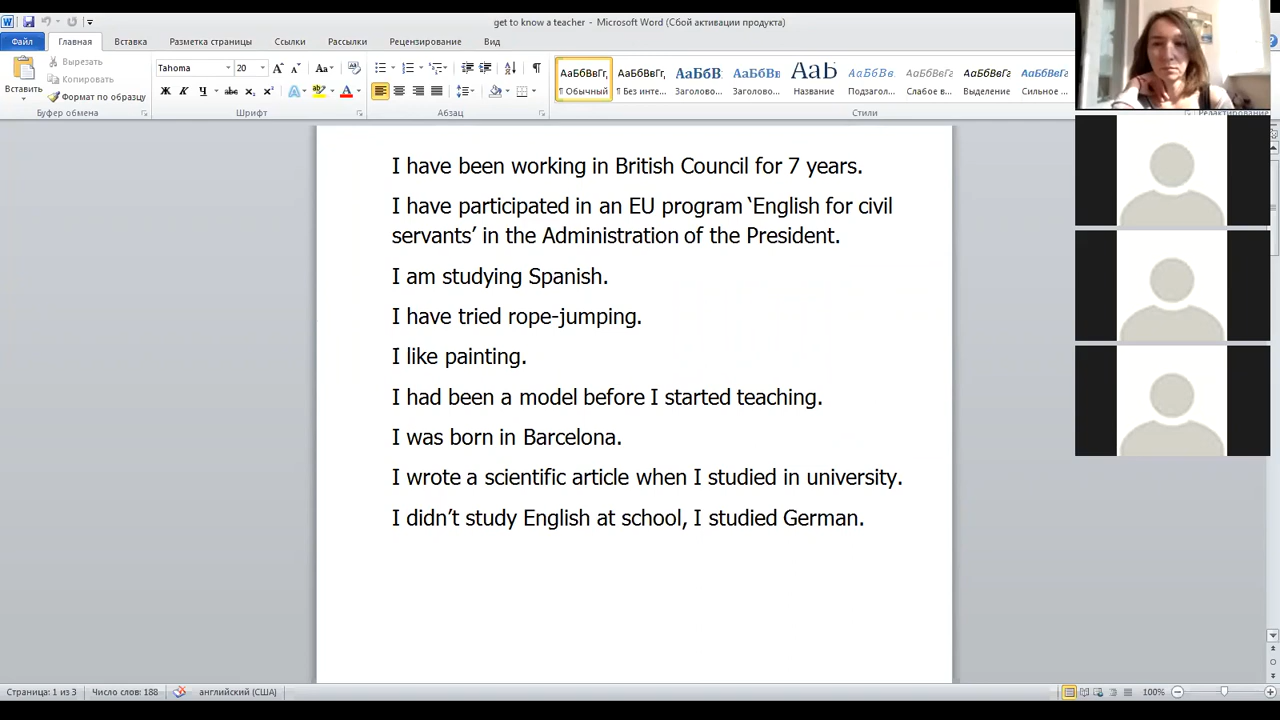 get to know a teacher - Microsoft Word (Сбой активации продукта)
Файл Главная Вставка Разметка страницы Ссылки Рассылки Рецензирование Вид
Вставить
Вырезать
Копировать
Формат по образцу
Буфер обмена
Tahoma 20
Ж К Ч abc x₂ x²
Шрифт
Абзац
АаБбВвГг, АаБбВвГг, АаБбВ АаБбВв АаБ АаБбВв АаБбВвГг АаБбВвГг АаБбВвГг
¶ Обычный ¶ Без инте... Заголово... Заголово... Название Подзагол... Слабое в... Выделение Сильное ...
Стили
Редактирование
I have been working in British Council for 7 years.
I have participated in an EU program ‘English for civil
servants’ in the Administration of the President.
I am studying Spanish.
I have tried rope-jumping.
I like painting.
I had been a model before I started teaching.
I was born in Barcelona.
I wrote a scientific article when I studied in university.
I didn’t study English at school, I studied German.
Страница: 1 из 3 Число слов: 188 английский (США) 100%